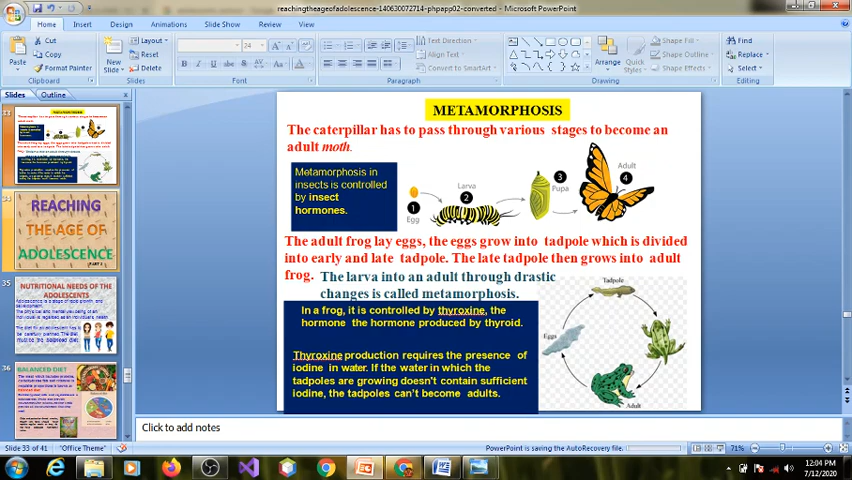 reachingtheageofadolescence-140630072714-phpapp02-converted - Microsoft PowerPoint
Home Insert Design Animations Slide Show Review View
Paste
Cut
Copy
Format Painter
Clipboard
New
Slide
Layout
Reset
Delete
Slides
24
Font
Paragraph
Text Direction
Align Text
Convert to SmartArt
Arrange
Quick
Shape Fill
Shape Outline
Shape Effects
Drawing
Find
Replace
Select
Editing
Slides Outline
METAMORPHOSIS
The caterpillar has to pass through various stages to become an
adult moth.
Metamorphosis in
insects is controlled
by insect
hormones.
1
Egg
Larva
2
3
Pupa
Adult
4
The adult frog lay eggs, the eggs grow into tadpole which is divided
into early and late tadpole. The late tadpole then grows into adult
frog.
The larva into an adult through drastic
changes is called metamorphosis.
In a frog, it is controlled by thyroxine, the
hormone the hormone produced by thyroid.
Thyroxine production requires the presence of
iodine in water. If the water in which the
tadpoles are growing doesn't contain sufficient
iodine, the tadpoles can't become adults.
Tadpole
Eggs
Adult
34
REACHING
THE AGE OF
ADOLESCENCE
35
NUTRITIONAL NEEDS OF THE
ADOLESCENTS
36
BALANCED DIET
Click to add notes
Slide 33 of 41
"Office Theme"
PowerPoint is saving the AutoRecovery file.
71%
12:04 PM
7/12/2020